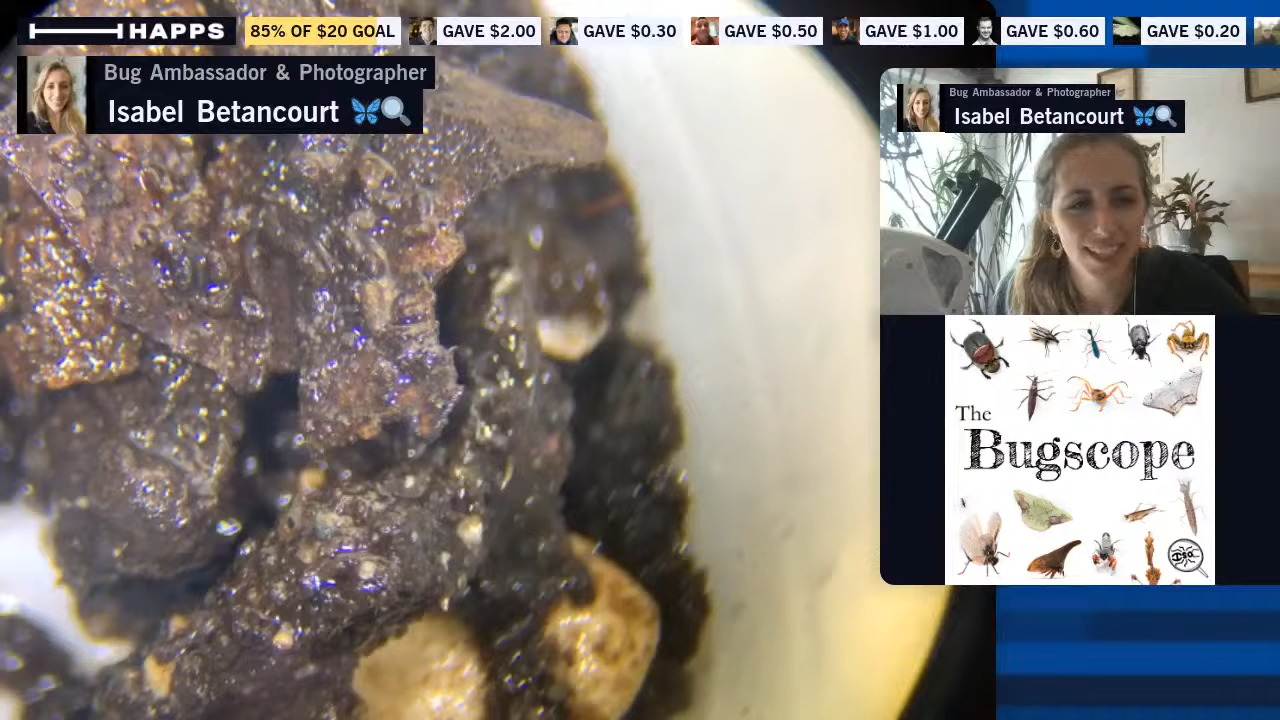 HAPPS
85% OF $20 GOAL
GAVE $2.00
GAVE $0.30
GAVE $0.50
GAVE $1.00
GAVE $0.60
GAVE $0.20
Bug Ambassador & Photographer
Isabel Betancourt
Bug Ambassador & Photographer
Isabel Betancourt
The
Bugscope